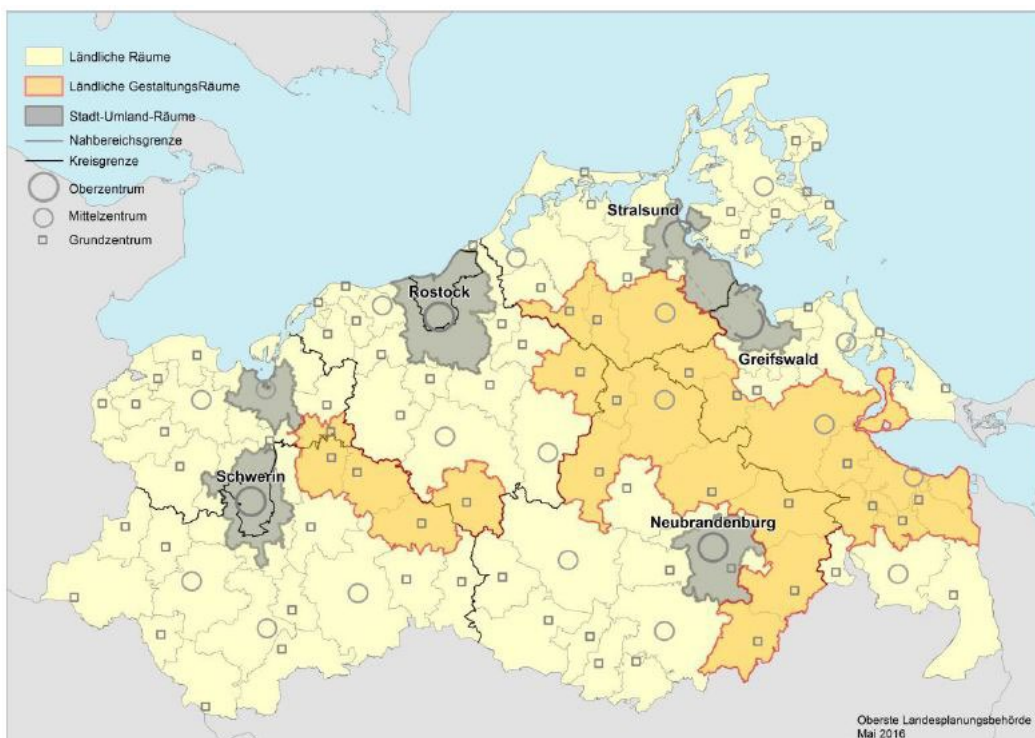 Ländliche Räume
Ländliche GestaltungsRäume
Stadt-Umland-Räume
Nahbereichsgrenze
Kreisgrenze
Oberzentrum
Mittelzentrum
Grundzentrum
Stralsund
Rostock
Greifswald
Schwerin
Neubrandenburg
Oberste Landesplanungsbehörde
Mai 2016